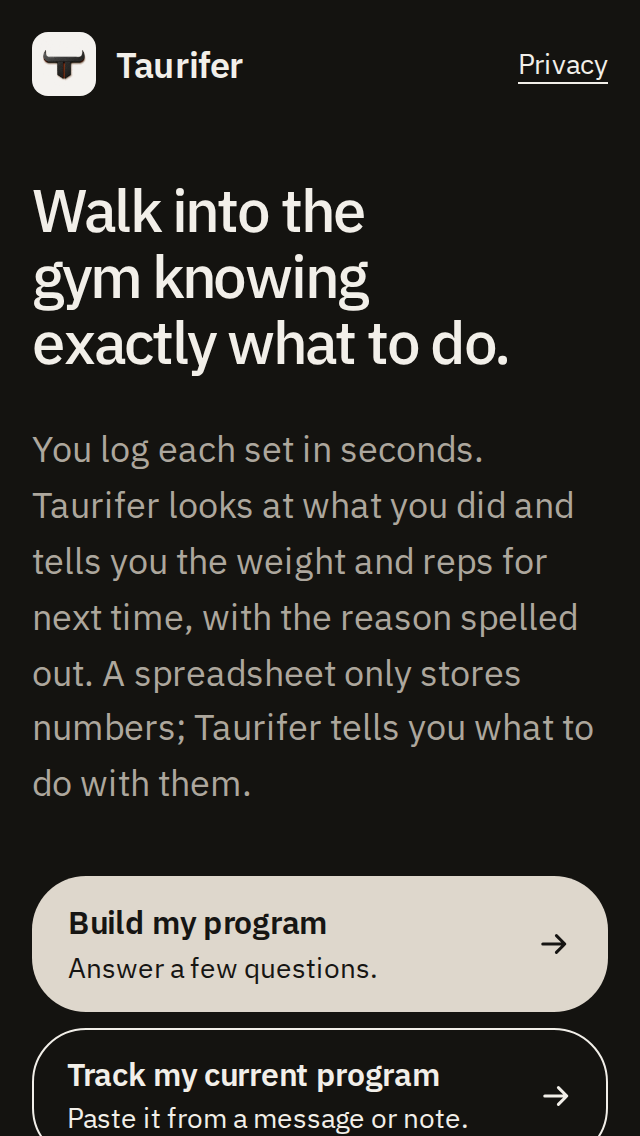 Taurifer
Privacy
Walk into the
gym knowing
exactly what to do.
You log each set in seconds.
Taurifer looks at what you did and
tells you the weight and reps for
next time, with the reason spelled
out. A spreadsheet only stores
numbers; Taurifer tells you what to
do with them.
Build my program
Answer a few questions.
Track my current program
Paste it from a message or note.